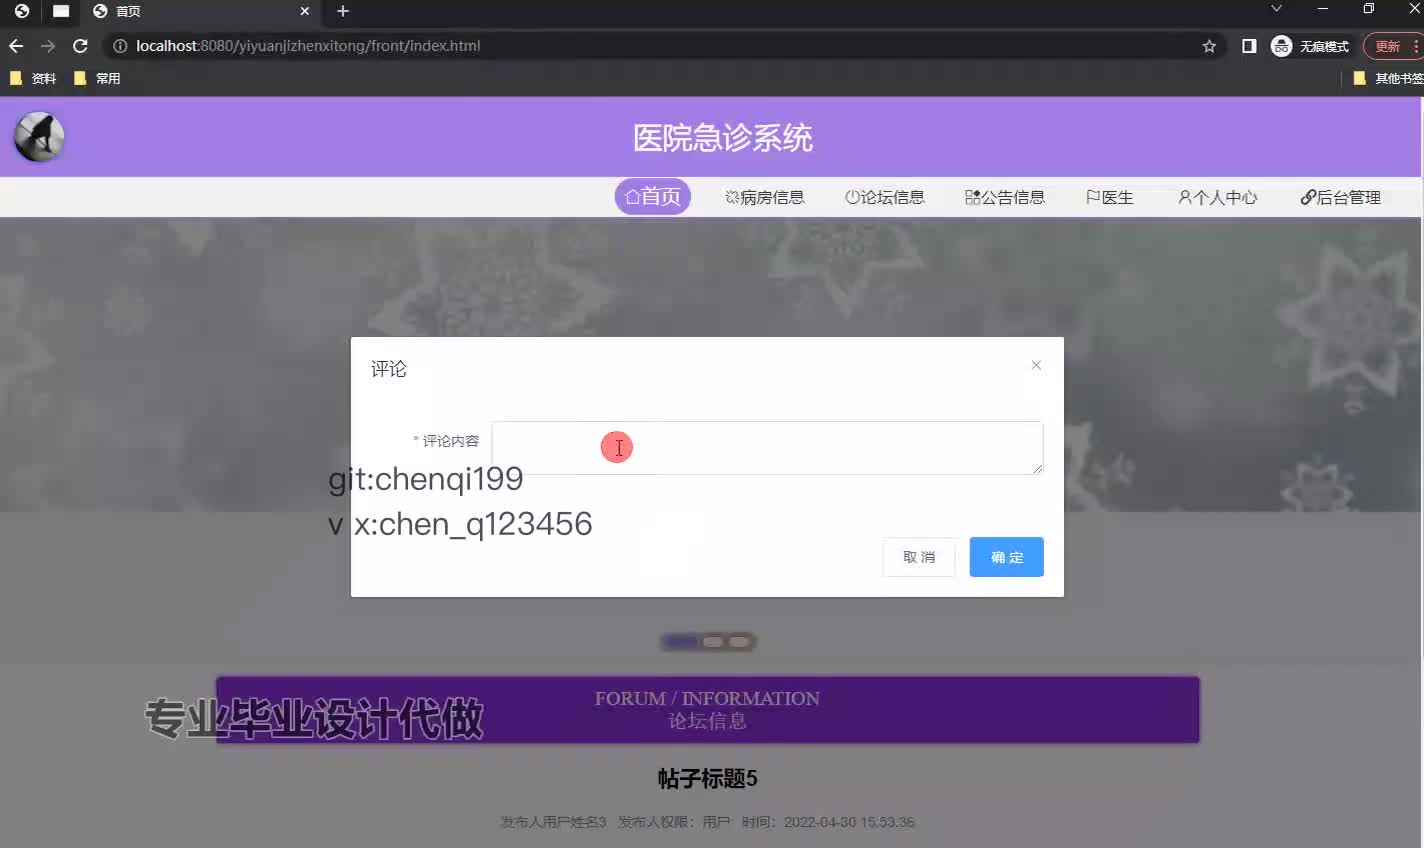 首页
localhost:8080/yiyuanjizhenxitong/front/index.html
无痕模式
更新
资料
常用
其他书签
医院急诊系统
首页
病房信息
论坛信息
公告信息
医生
个人中心
后台管理
评论
* 评论内容
git:chenqi199
v x:chen_q123456
取 消
确 定
FORUM / INFORMATION
论坛信息
专业毕业设计代做
帖子标题5
发布人用户姓名3 发布人权限：用户 时间：2022-04-30 15:53:36